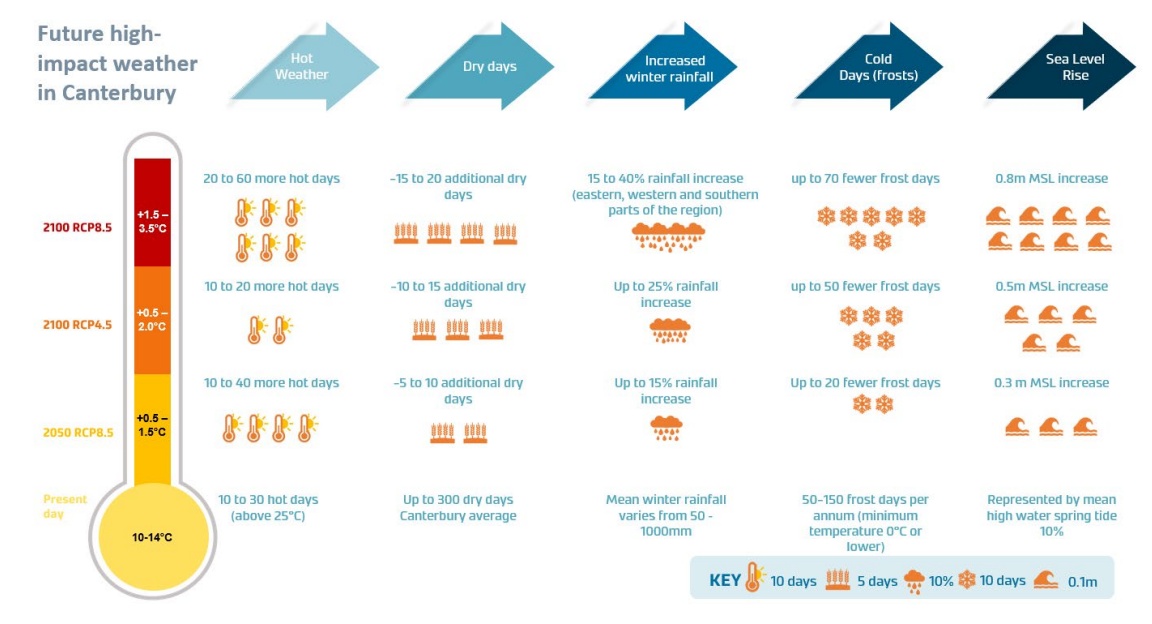 Future high-
impact weather
in Canterbury
Hot
Weather
Dry days
Increased
winter rainfall
Cold
Days (frosts)
Sea Level
Rise
2100 RCP8.5
+1.5 –
3.5°C
20 to 60 more hot days
~15 to 20 additional dry
days
15 to 40% rainfall increase
(eastern, western and southern
parts of the region)
up to 70 fewer frost days
0.8m MSL increase
2100 RCP4.5
+0.5 –
2.0°C
10 to 20 more hot days
~10 to 15 additional dry
days
Up to 25% rainfall
increase
up to 50 fewer frost days
0.5m MSL increase
2050 RCP8.5
+0.5 –
1.5°C
10 to 40 more hot days
~5 to 10 additional dry
days
Up to 15% rainfall
increase
Up to 20 fewer frost days
0.3 m MSL increase
Present
day
10-14°C
10 to 30 hot days
(above 25°C)
Up to 300 dry days
Canterbury average
Mean winter rainfall
varies from 50 -
1000mm
50-150 frost days per
annum (minimum
temperature 0°C or
lower)
Represented by mean
high water spring tide
10%
KEY 10 days 5 days 10% 10 days 0.1m